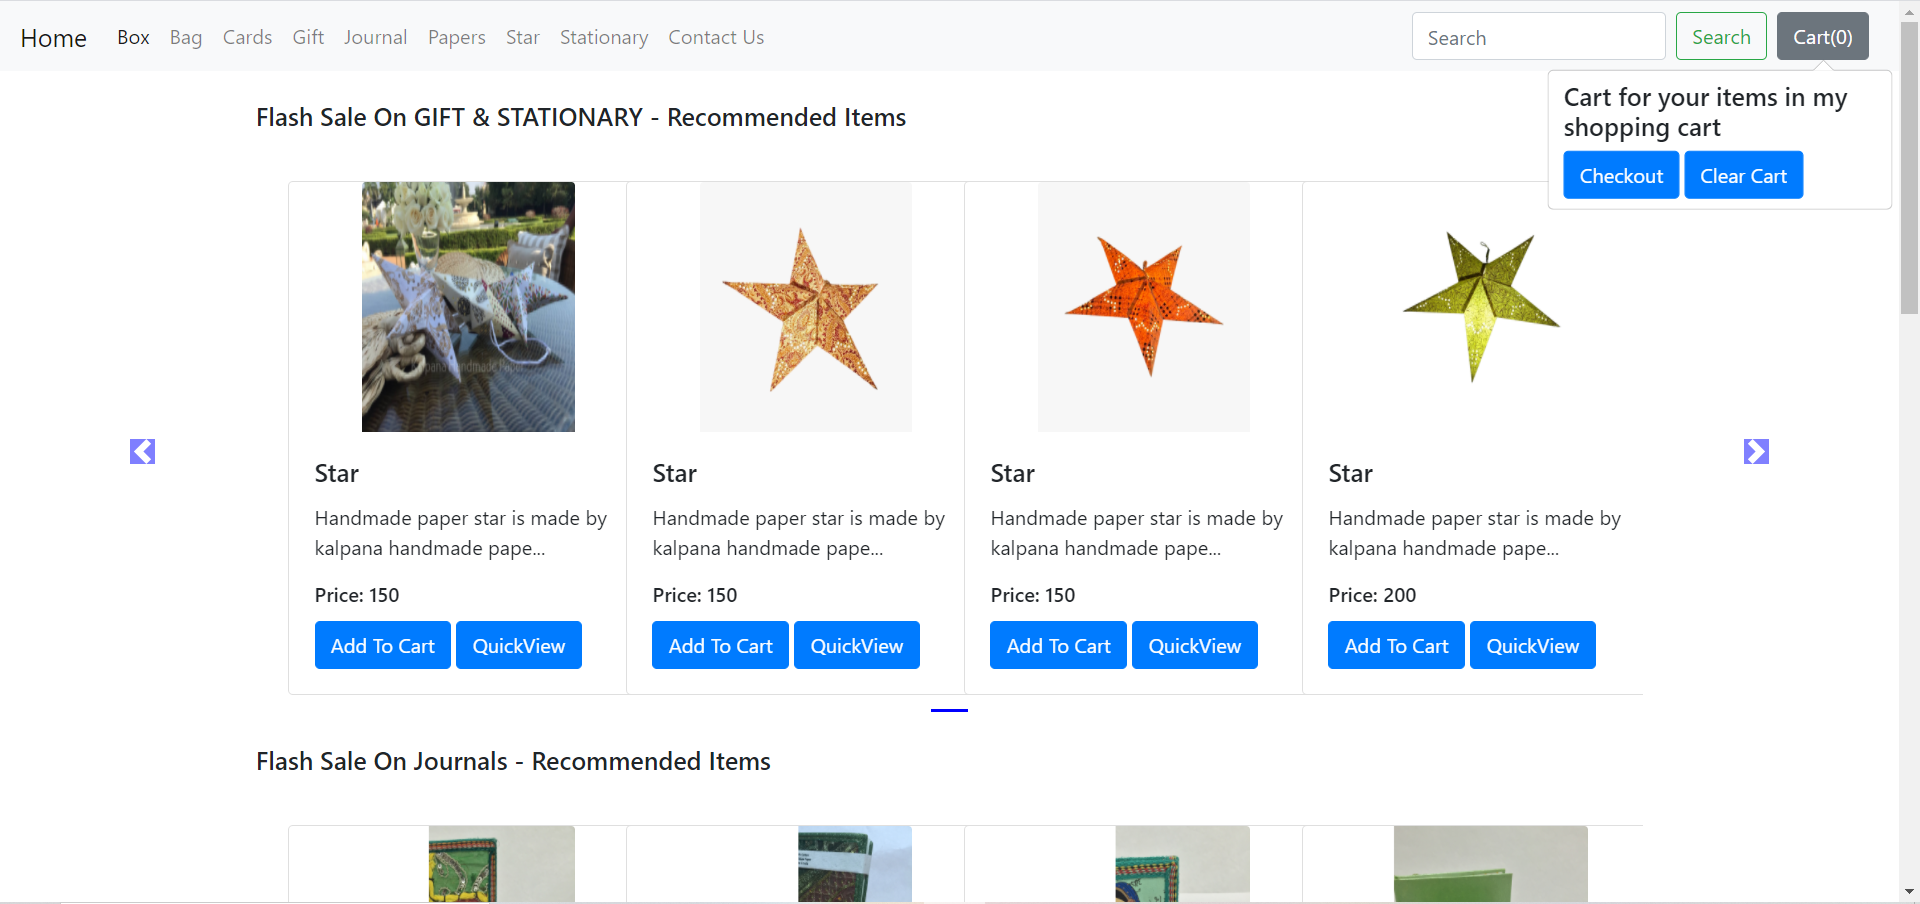 Home Box Bag Cards Gift Journal Papers Star Stationary Contact Us Search Search Cart(0)
Cart for your items in my
shopping cart
Checkout Clear Cart
Flash Sale On GIFT & STATIONARY - Recommended Items
Kalpana Handmade Paper
Star
Handmade paper star is made by
kalpana handmade pape...
Price: 150
Add To Cart QuickView
Star
Handmade paper star is made by
kalpana handmade pape...
Price: 150
Add To Cart QuickView
Star
Handmade paper star is made by
kalpana handmade pape...
Price: 150
Add To Cart QuickView
Star
Handmade paper star is made by
kalpana handmade pape...
Price: 200
Add To Cart QuickView
Flash Sale On Journals - Recommended Items